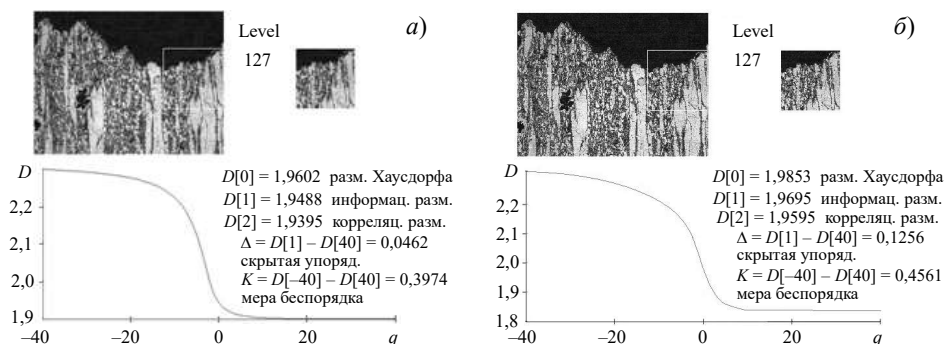 а)
Level
127
D
D[0] = 1,9602 разм. Хаусдорфа
D[1] = 1,9488 информац. разм.
D[2] = 1,9395 корреляц. разм.
Δ = D[1] – D[40] = 0,0462
скрытая упоряд.
K = D[–40] – D[40] = 0,3974
мера беспорядка
2,2
2,1
2,0
1,9
–40
–20
0
20
q
б)
Level
127
D
D[0] = 1,9853 разм. Хаусдорфа
D[1] = 1,9695 информац. разм.
D[2] = 1,9595 корреляц. разм.
Δ = D[1] – D[40] = 0,1256
скрытая упоряд.
K = D[–40] – D[40] = 0,4561
мера беспорядка
2,2
2,1
2,0
1,9
1,8
–40
–20
0
20
q